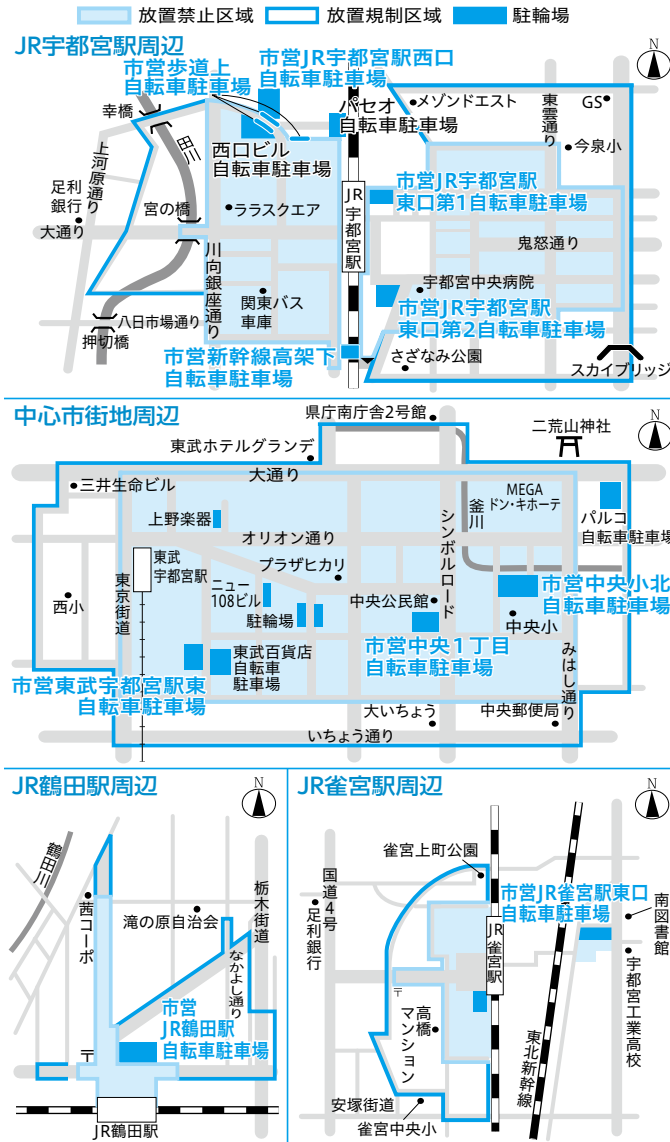 放置禁止区域
放置規制区域
駐輪場
JR宇都宮駅周辺
N
市営歩道上
自転車駐車場
市営JR宇都宮駅西口
自転車駐車場
幸橋
パセオ
自転車駐車場
メゾンドエスト
東雲通り
GS
田川
今泉小
上河原通り
西口ビル
自転車駐車場
足利
銀行
宮の橋
ララスクエア
JR宇都宮駅
市営JR宇都宮駅
東口第1自転車駐車場
大通り
川向銀座通り
鬼怒通り
宇都宮中央病院
関東バス
車庫
市営JR宇都宮駅
東口第2自転車駐車場
八日市場通り
押切橋
市営新幹線高架下
自転車駐車場
さざなみ公園
スカイブリッジ
中心市街地周辺
N
県庁南庁舎2号館
二荒山神社
東武ホテルグランデ
大通り
三井生命ビル
MEGA
ドン・キホーテ
釜川
上野楽器
シンボルロード
パルコ
自転車駐車場
オリオン通り
東武
宇都宮駅
プラザヒカリ
東京街道
ニュー
108ビル
西小
中央公民館
市営中央小北
自転車駐車場
駐輪場
中央小
東武百貨店
自転車
駐車場
市営中央1丁目
自転車駐車場
みはし通り
市営東武宇都宮駅東
自転車駐車場
大いちょう
中央郵便局
いちょう通り
JR鶴田駅周辺
N
鶴田川
茜コーポ
滝の原自治会
栃木街道
なかよし通り
市営
JR鶴田駅
自転車駐車場
〒
JR鶴田駅
JR雀宮駅周辺
N
雀宮上町公園
国道4号
足利銀行
市営JR雀宮駅東口
自転車駐車場
南図書館
JR雀宮駅
宇都宮工業高校
〒
高橋
マンション
東北新幹線
安塚街道
雀宮中央小